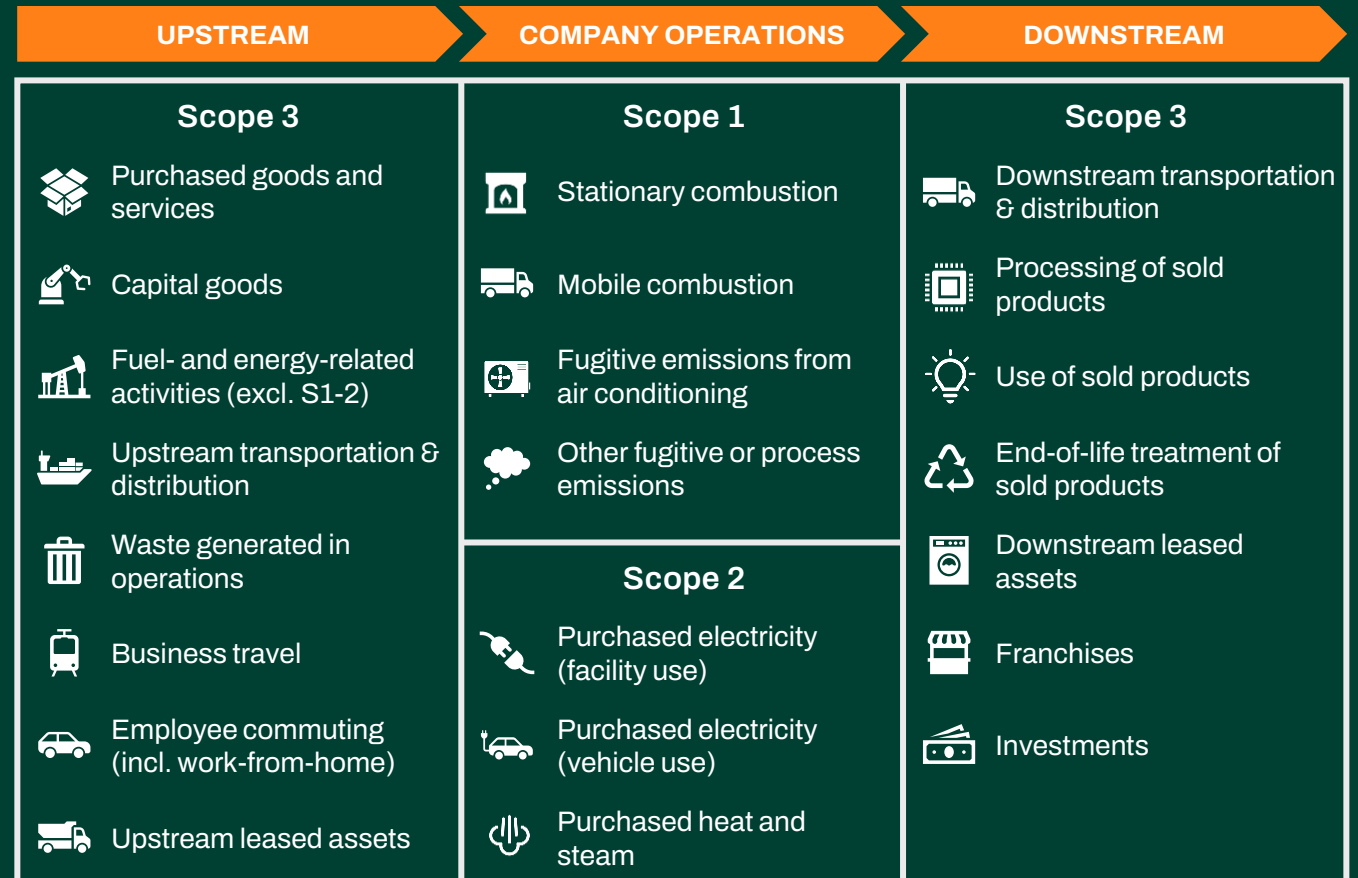 UPSTREAM
COMPANY OPERATIONS
DOWNSTREAM
Scope 3
Purchased goods and
services
Capital goods
Fuel- and energy-related
activities (excl. S1-2)
Upstream transportation &
distribution
Waste generated in
operations
Business travel
Employee commuting
(incl. work-from-home)
Upstream leased assets
Scope 1
Stationary combustion
Mobile combustion
Fugitive emissions from
air conditioning
Other fugitive or process
emissions
Scope 2
Purchased electricity
(facility use)
Purchased electricity
(vehicle use)
Purchased heat and
steam
Scope 3
Downstream transportation
& distribution
Processing of sold
products
Use of sold products
End-of-life treatment of
sold products
Downstream leased
assets
Franchises
Investments